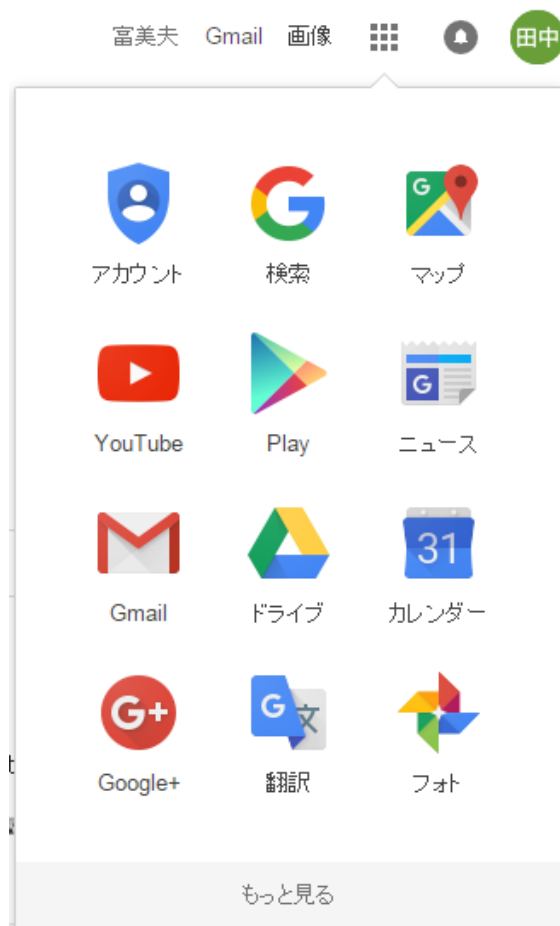 富美夫 Gmail 画像 田中
アカウント 検索 G マップ
YouTube Play G ニュース
31
Gmail ドライブ カレンダー
G+ G 文
Google+ 翻訳 フォト
もっと見る